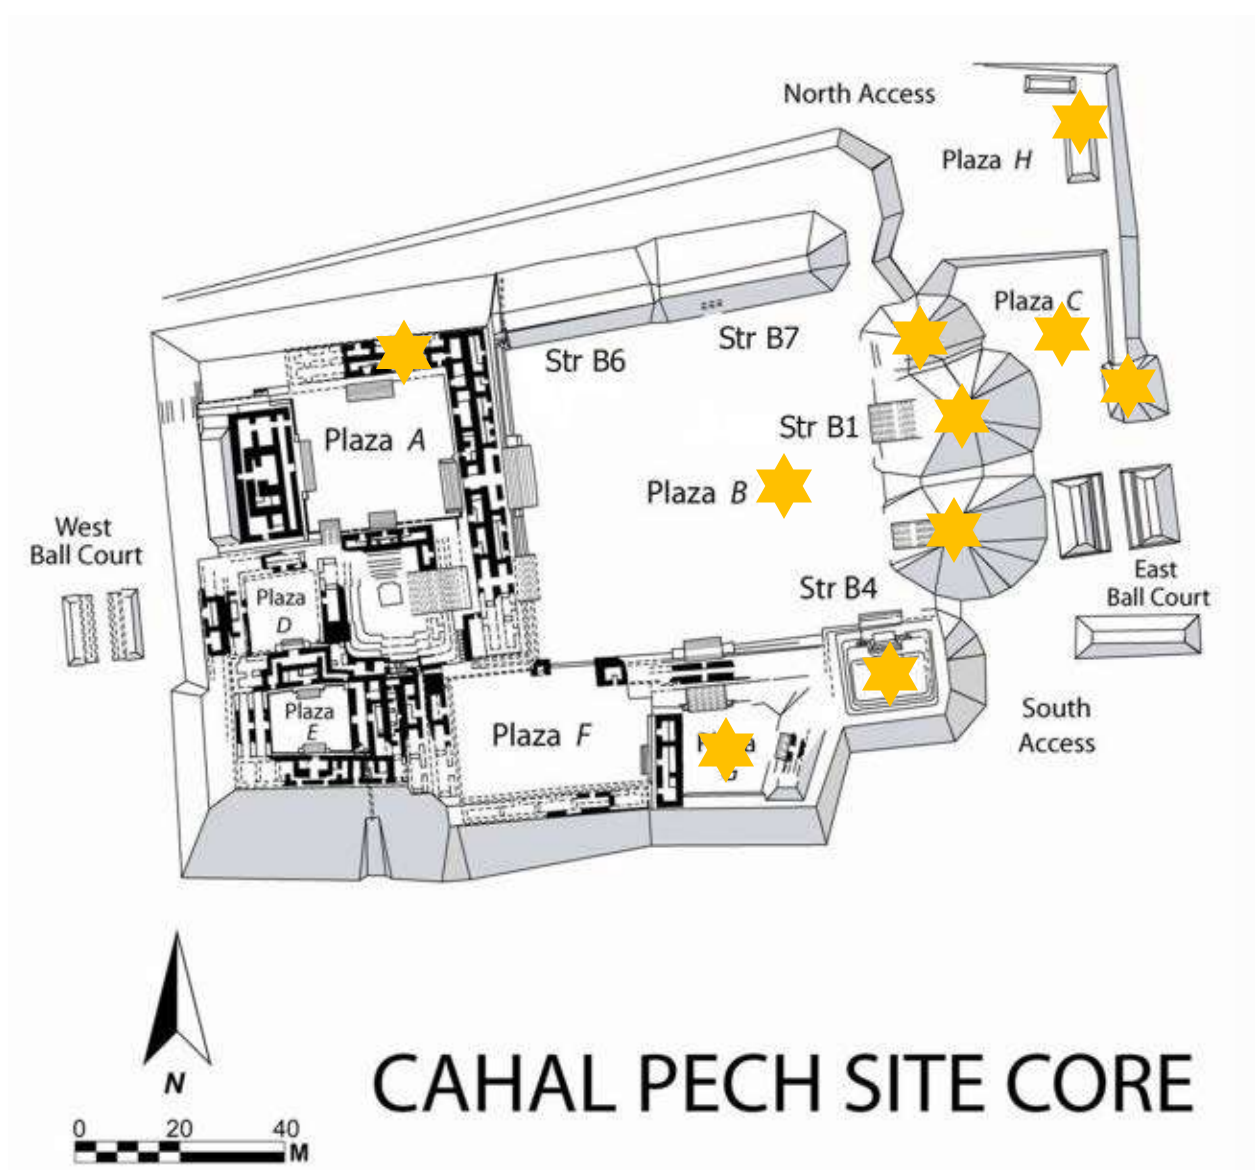 North Access
Plaza H
Plaza C
Str B7
Str B6
Str B1
Plaza A
Plaza B
West
Ball Court
East
Ball Court
Str B4
Plaza
D
Plaza
E
Plaza F
South
Access
N
CAHAL PECH SITE CORE
0 20 40
M